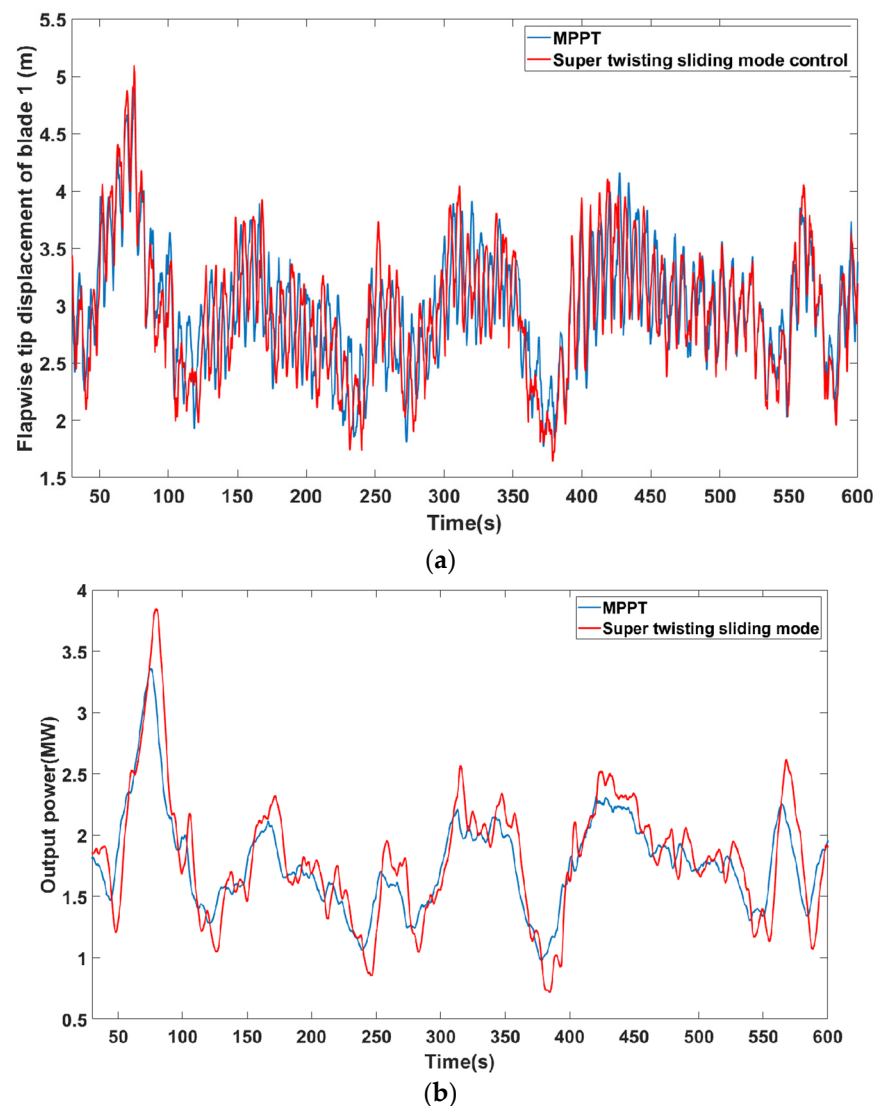 5.5
MPPT
Super twisting sliding mode control
5
4.5
4
3.5
3
2.5
2
1.5
Flapwise tip displacement of blade 1 (m)
50 100 150 200 250 300 350 400 450 500 550 600
Time(s)
(a)
4
MPPT
Super twisting sliding mode
3.5
3
2.5
2
1.5
1
0.5
Output power(MW)
50 100 150 200 250 300 350 400 450 500 550 600
Time(s)
(b)